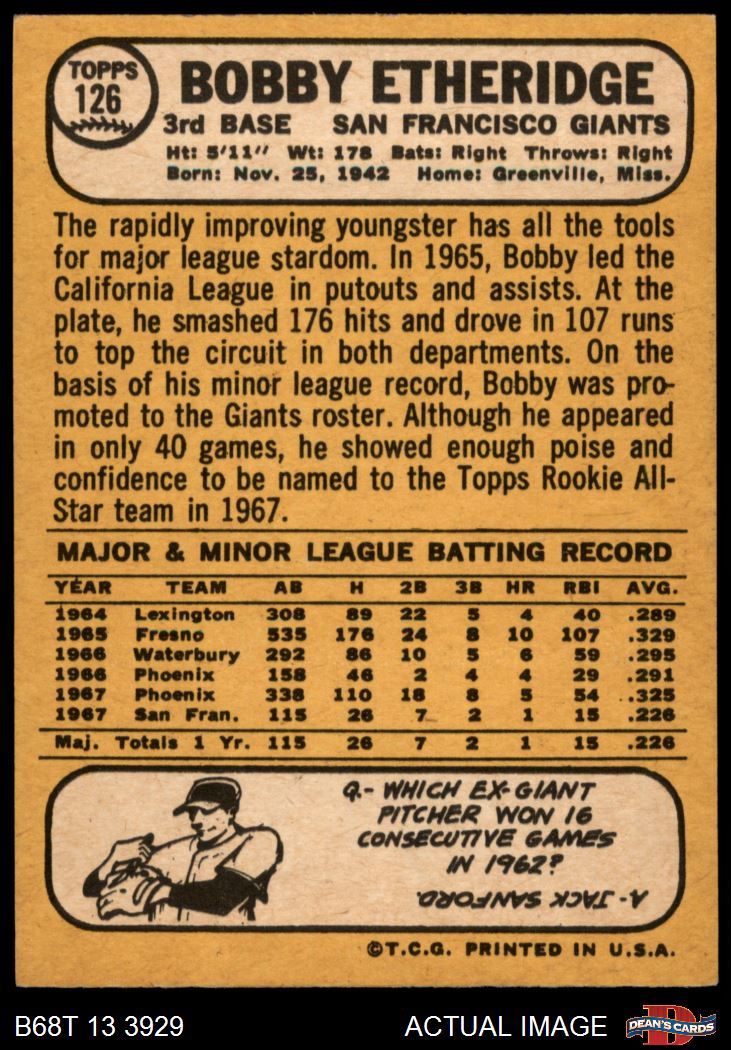 TOPPS
126
BOBBY ETHERIDGE
3rd BASE SAN FRANCISCO GIANTS
Ht: 5'11" Wt: 178 Bats: Right Throws: Right
Born: Nov. 25, 1942 Home: Greenville, Miss.
The rapidly improving youngster has all the tools
for major league stardom. In 1965, Bobby led the
California League in putouts and assists. At the
plate, he smashed 176 hits and drove in 107 runs
to top the circuit in both departments. On the
basis of his minor league record, Bobby was pro-
moted to the Giants roster. Although he appeared
in only 40 games, he showed enough poise and
confidence to be named to the Topps Rookie All-
Star team in 1967.
MAJOR & MINOR LEAGUE BATTING RECORD
YEAR TEAM AB H 2B 3B HR RBI AVG.
1964 Lexington 308 89 22 5 4 40 .289
1965 Fresno 535 176 24 8 10 107 .329
1966 Waterbury 292 86 10 5 6 59 .295
1966 Phoenix 158 46 2 4 4 29 .291
1967 Phoenix 338 110 18 8 5 54 .325
1967 San Fran. 115 26 7 2 1 15 .226
Maj. Totals 1 Yr. 115 26 7 2 1 15 .226
Q.- WHICH EX-GIANT
PITCHER WON 16
CONSECUTIVE GAMES
IN 1962?
A- JACK SANFORD.
©T.C.G. PRINTED IN U.S.A.
B68T 13 3929 ACTUAL IMAGE DEAN'S CARDS